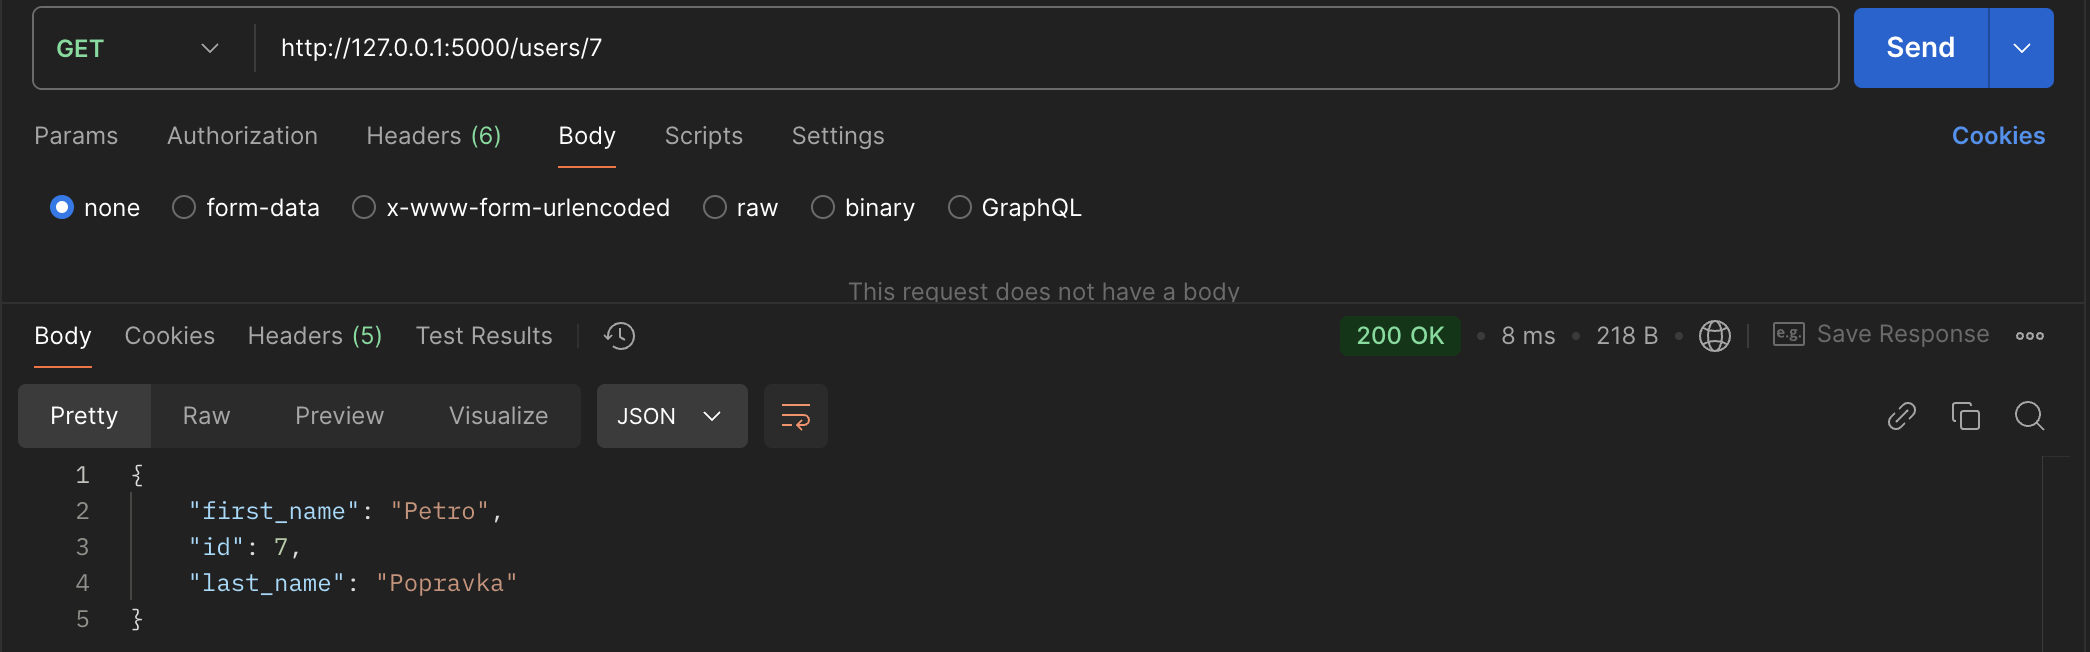 GET http://127.0.0.1:5000/users/7 Send
Params Authorization Headers (6) Body Scripts Settings Cookies
none form-data x-www-form-urlencoded raw binary GraphQL
This request does not have a body
Body Cookies Headers (5) Test Results 200 OK • 8 ms • 218 B • e.g. Save Response
Pretty Raw Preview Visualize JSON
1 {
2 "first_name": "Petro",
3 "id": 7,
4 "last_name": "Popravka"
5 }